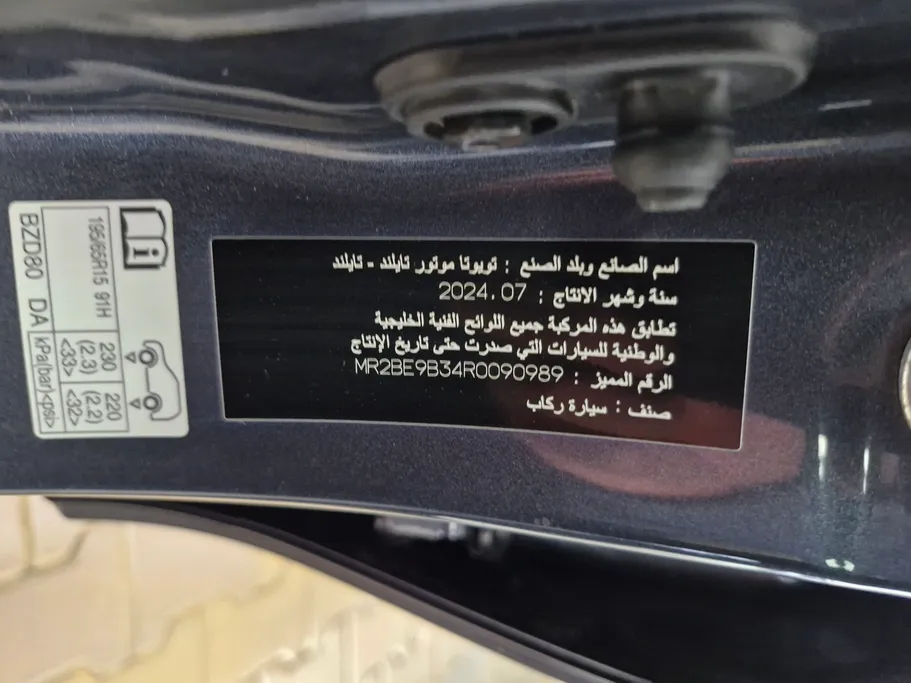 اسم الصانع وبلد الصنع : تويوتا موتور تايلند - تايلند
سنة وشهر الانتاج : 2024.07
تطابق هذه المركبة جميع اللوائح الفنية الخليجية
والوطنية للسيارات التي صدرت حتى تاريخ الإنتاج
الرقم المميز : MR2BE9B34R0090989
صنف : سيارة ركاب
195/65R15 91H
230 (2.3) <33>
220 (2.2) <32>
kPa(bar)<psi>
BZD80 DA